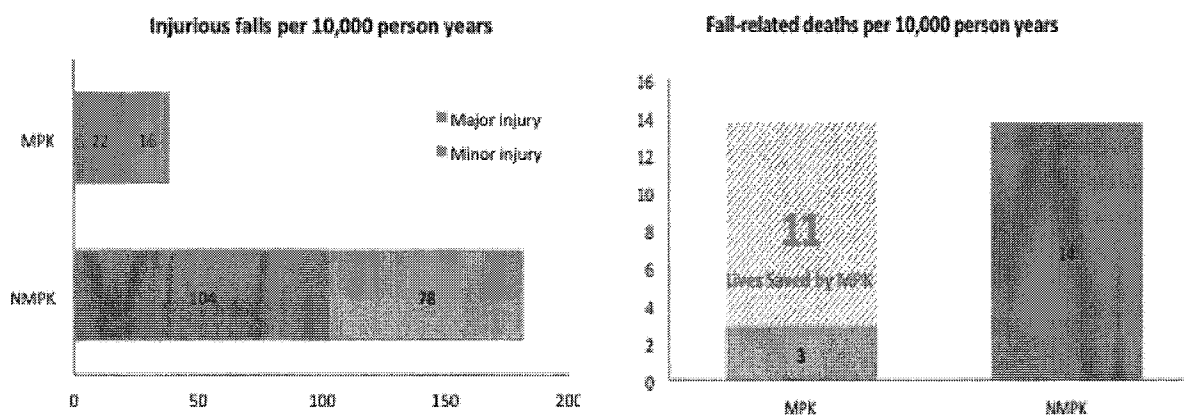 Injurious falls per 10,000 person years
MPK
22
16
Major injury
Minor injury
NMPK
104
78
0
50
100
150
200
Fall-related deaths per 10,000 person years
16
14
12
10
8
6
4
2
0
11
Lives Saved by MPK
3
14
MPK
NMPK